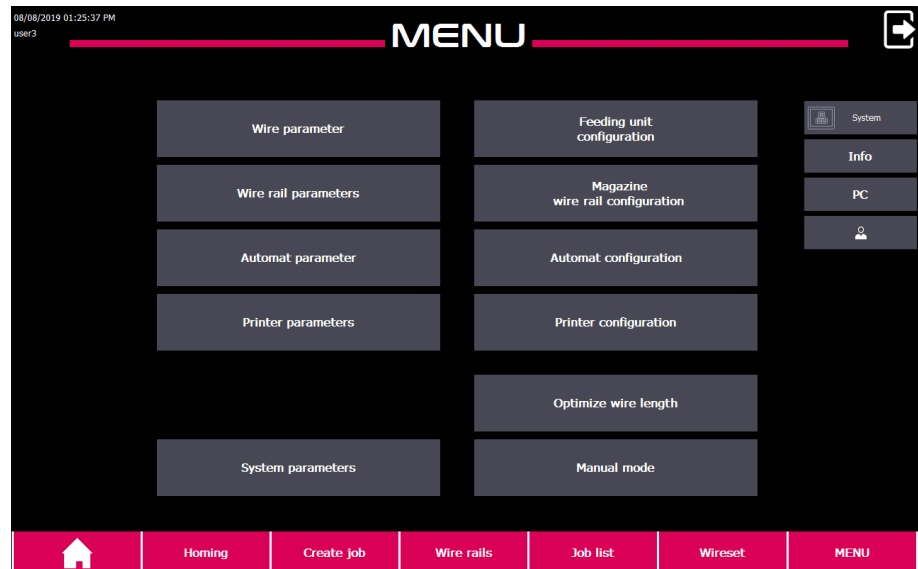 08/08/2019 01:25:37 PM
user3
MENU
Wire parameter
Feeding unit
configuration
System
Info
Wire rail parameters
Magazine
wire rail configuration
PC
Automat parameter
Automat configuration
Printer parameters
Printer configuration
Optimize wire length
System parameters
Manual mode
Homing
Create job
Wire rails
Job list
Wireset
MENU